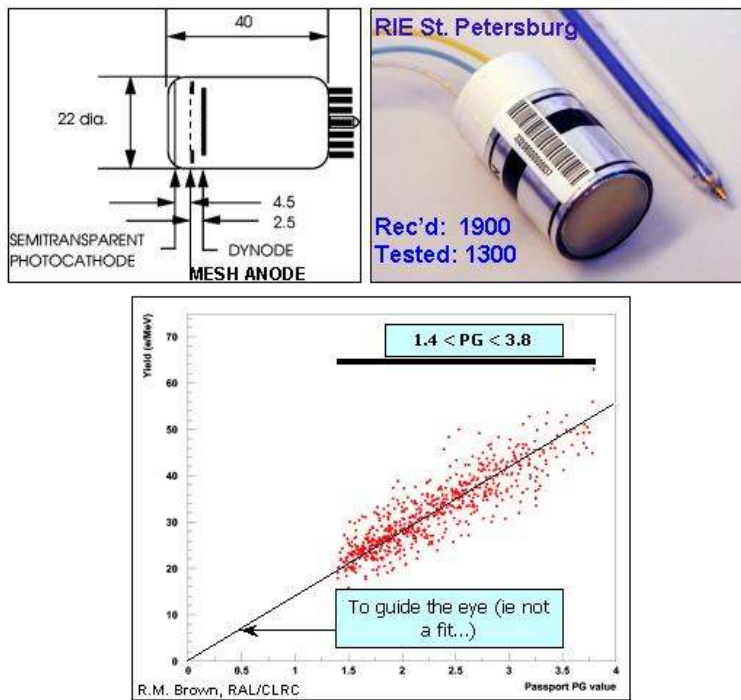 40
22 dia.
4.5
2.5
SEMITRANSPARENT
PHOTOCATHODE
DYNODE
MESH ANODE
RIE St. Petersburg
Rec'd: 1900
Tested: 1300
Yield (e/MeV)
70
60
50
40
30
20
10
0
1.4 < PG < 3.8
To guide the eye (ie not
a fit...)
0 0.5 1 1.5 2 2.5 3 3.5 4
R.M. Brown, RAL/CLRC
Passport PG value